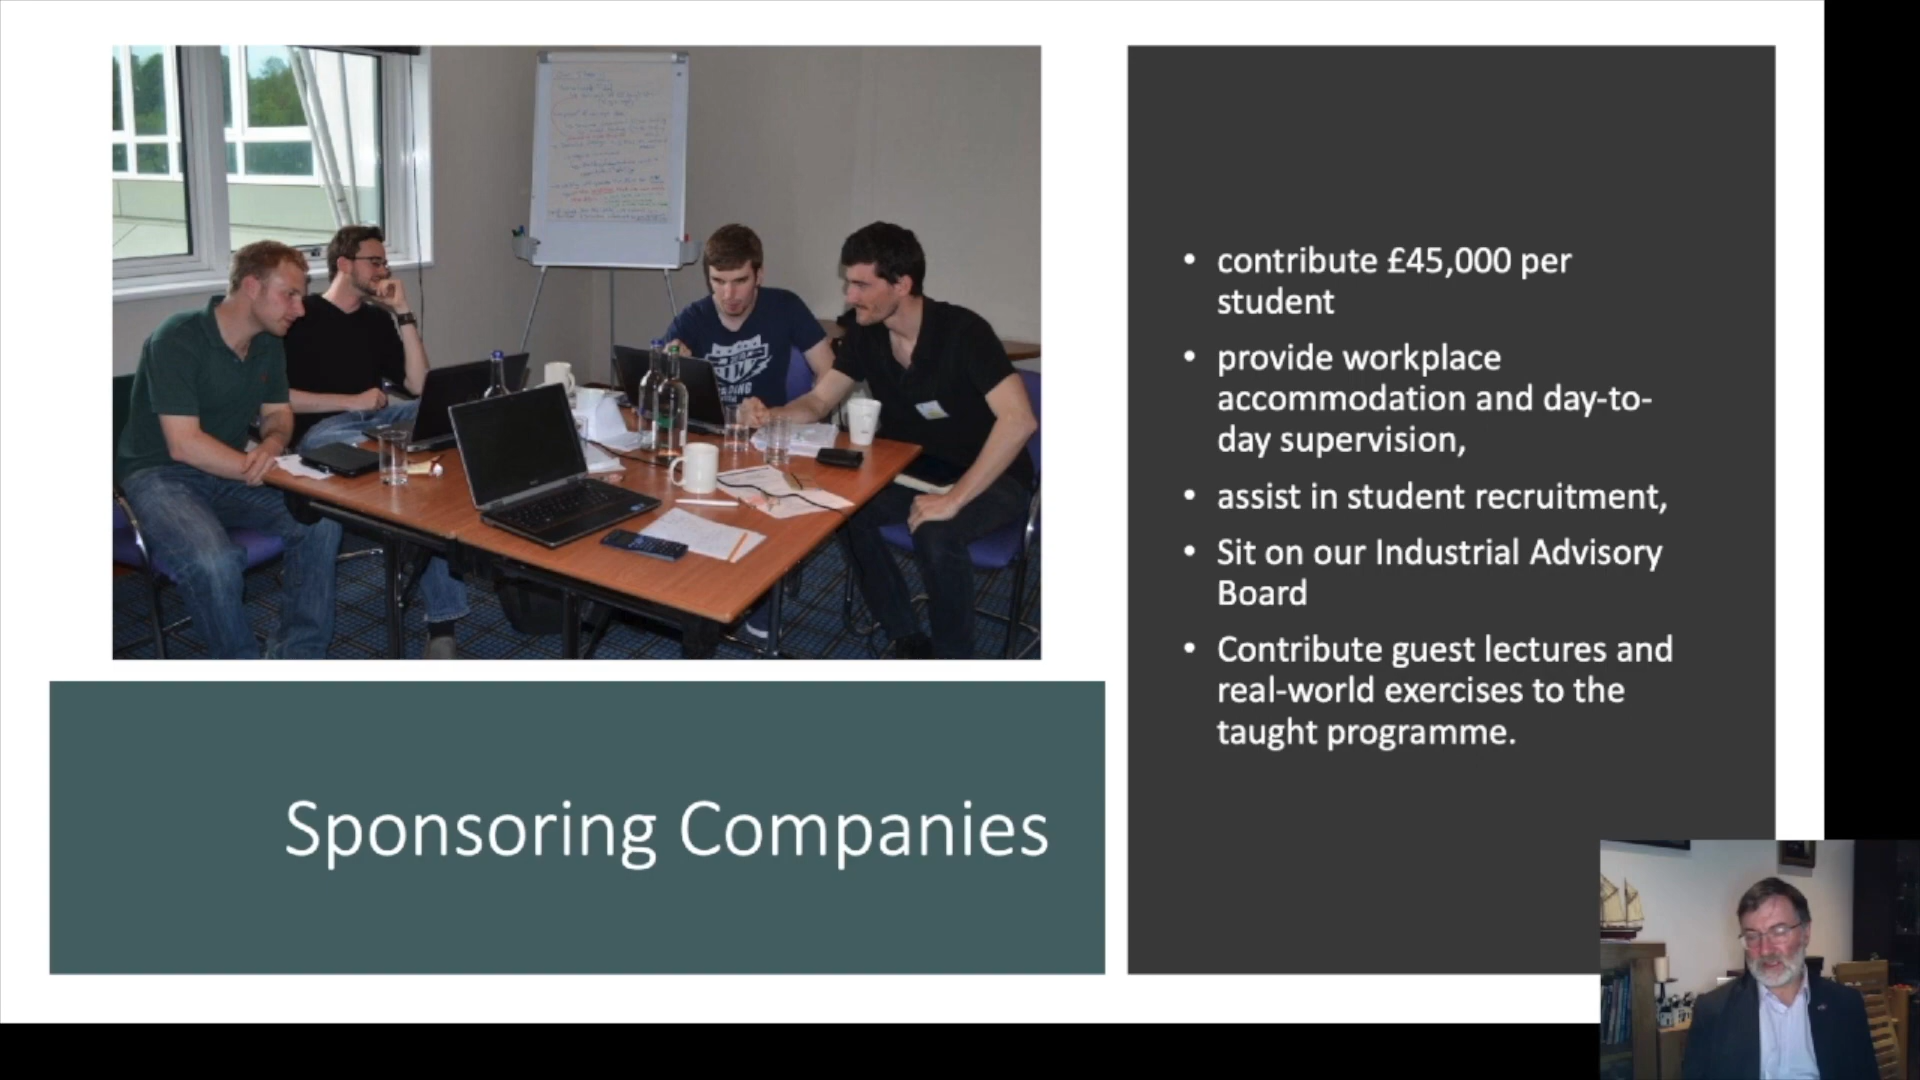 Sponsoring Companies
• contribute £45,000 per
student
• provide workplace
accommodation and day-to-
day supervision,
• assist in student recruitment,
• Sit on our Industrial Advisory
Board
• Contribute guest lectures and
real-world exercises to the
taught programme.